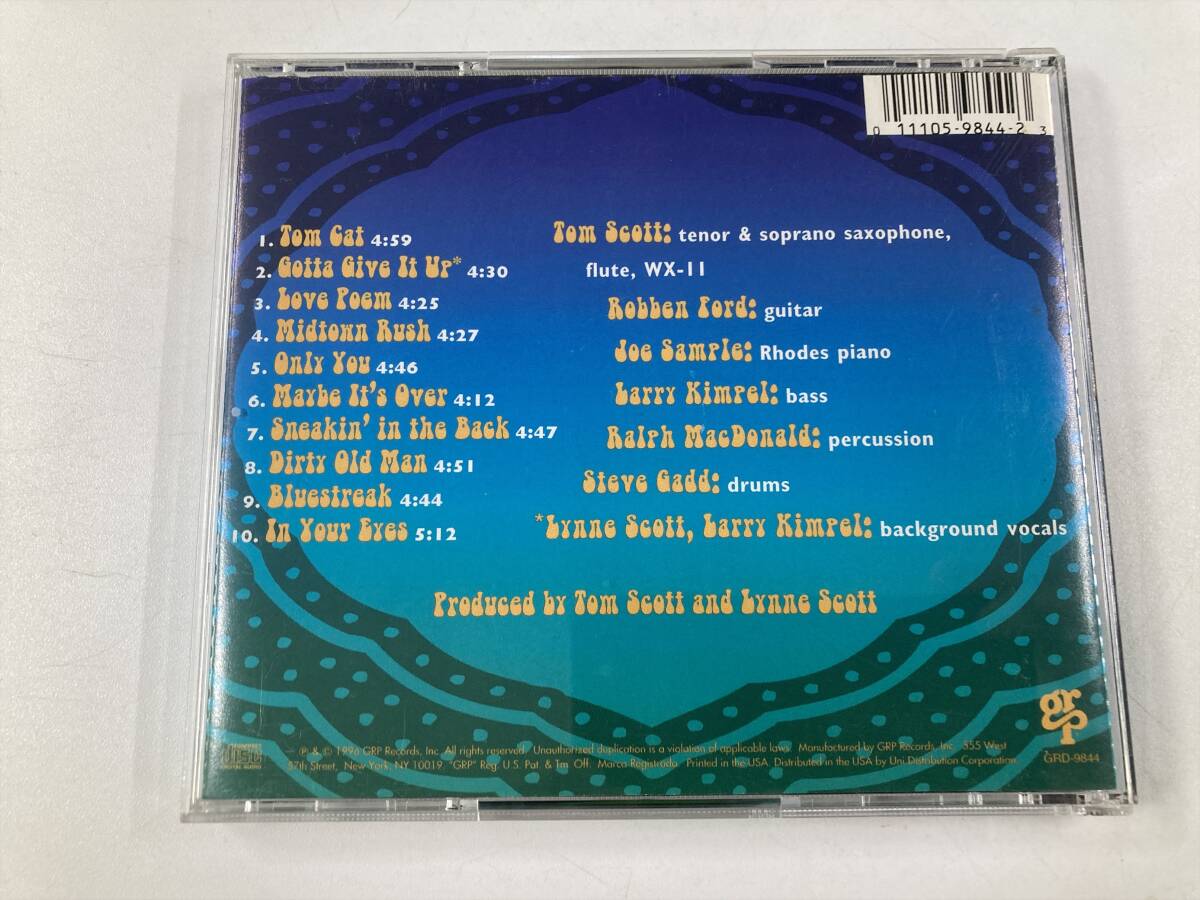 0 11105-9844-2 3
1. Tom Cat 4:59
2. Gotta Give It Up* 4:30
3. Love Poem 4:25
4. Midtown Rush 4:27
5. Only You 4:46
6. Maybe It's Over 4:12
7. Sneakin' in the Back 4:47
8. Dirty Old Man 4:51
9. Bluestreak 4:44
10. In Your Eyes 5:12
Tom Scott: tenor & soprano saxophone,
flute, WX-11
Robben Ford: guitar
Joe Sample: Rhodes piano
Larry Kimpel: bass
Ralph MacDonald: percussion
Steve Gadd: drums
*Lynne Scott, Larry Kimpel: background vocals
Produced by Tom Scott and Lynne Scott
grp
GRD-9844
disc
DIGITAL AUDIO
℗ & © 1996 GRP Records, Inc. All rights reserved. Unauthorized duplication is a violation of applicable laws. Manufactured by GRP Records, Inc. 555 West
57th Street, New York, NY 10019. "GRP" Reg. U.S. Pat. & Tm. Off. Marca Registrada. Printed in the USA. Distributed in the USA by Uni Distribution Corporation.